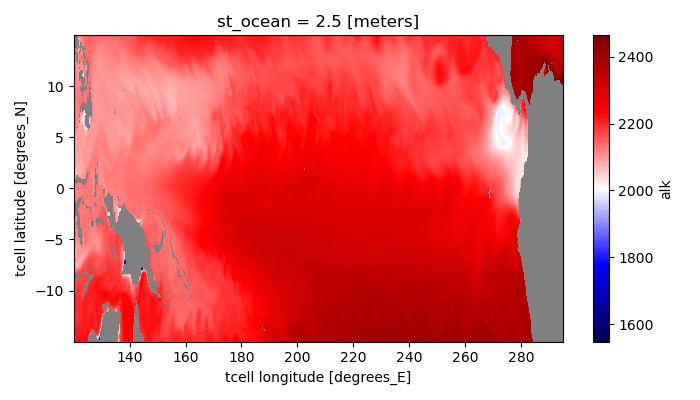 st_ocean = 2.5 [meters]
10
5
0
−5
−10
tcell latitude [degrees_N]
140 160 180 200 220 240 260 280
tcell longitude [degrees_E]
2400
2200
2000
1800
1600
alk